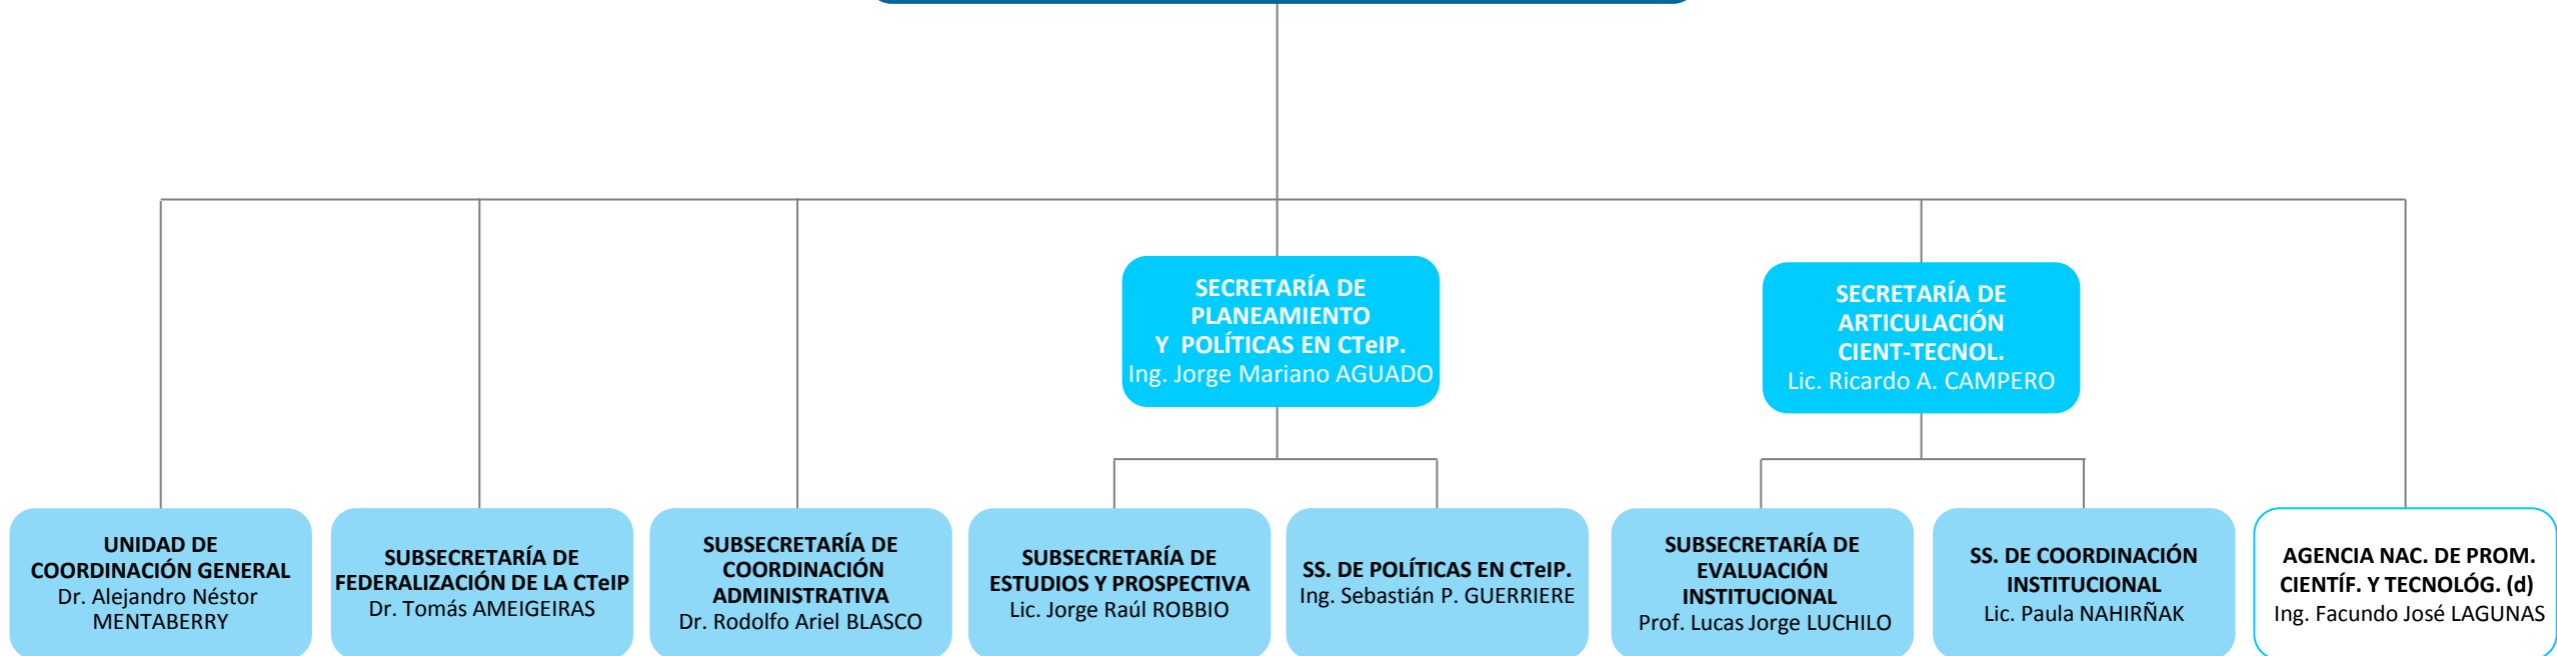 SECRETARÍA DE
PLANEAMIENTO
Y POLÍTICAS EN CTeIP.
Ing. Jorge Mariano AGUADO
SECRETARÍA DE
ARTICULACIÓN
CIENT-TECNOL.
Lic. Ricardo A. CAMPERO
UNIDAD DE
COORDINACIÓN GENERAL
Dr. Alejandro Néstor
MENTABERRY
SUBSECRETARÍA DE
FEDERALIZACIÓN DE LA CTeIP
Dr. Tomás AMEIGEIRAS
SUBSECRETARÍA DE
COORDINACIÓN
ADMINISTRATIVA
Dr. Rodolfo Ariel BLASCO
SUBSECRETARÍA DE
ESTUDIOS Y PROSPECTIVA
Lic. Jorge Raúl ROBBIO
SS. DE POLÍTICAS EN CTeIP.
Ing. Sebastián P. GUERRIERE
SUBSECRETARÍA DE
EVALUACIÓN
INSTITUCIONAL
Prof. Lucas Jorge LUCHILO
SS. DE COORDINACIÓN
INSTITUCIONAL
Lic. Paula NAHIRÑAK
AGENCIA NAC. DE PROM.
CIENTÍF. Y TECNOLÓG. (d)
Ing. Facundo José LAGUNAS